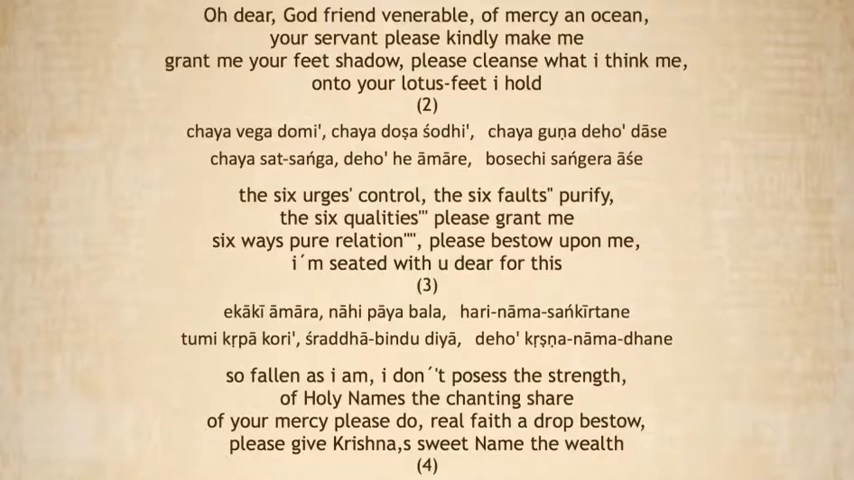 Oh dear, God friend venerable, of mercy an ocean,
your servant please kindly make me
grant me your feet shadow, please cleanse what i think me,
onto your lotus-feet i hold
(2)
chaya vega domi', chaya doṣa śodhi', chaya guṇa deho' dāse
chaya sat-saṅga, deho' he āmāre, bosechi saṅgera āśe
the six urges' control, the six faults" purify,
the six qualities"' please grant me
six ways pure relation"", please bestow upon me,
i´m seated with u dear for this
(3)
ekākī āmāra, nāhi pāya bala, hari-nāma-saṅkīrtane
tumi kṛpā kori', śraddhā-bindu diyā, deho' kṛṣṇa-nāma-dhane
so fallen as i am, i don´'t posess the strength,
of Holy Names the chanting share
of your mercy please do, real faith a drop bestow,
please give Krishna,s sweet Name the wealth
(4)